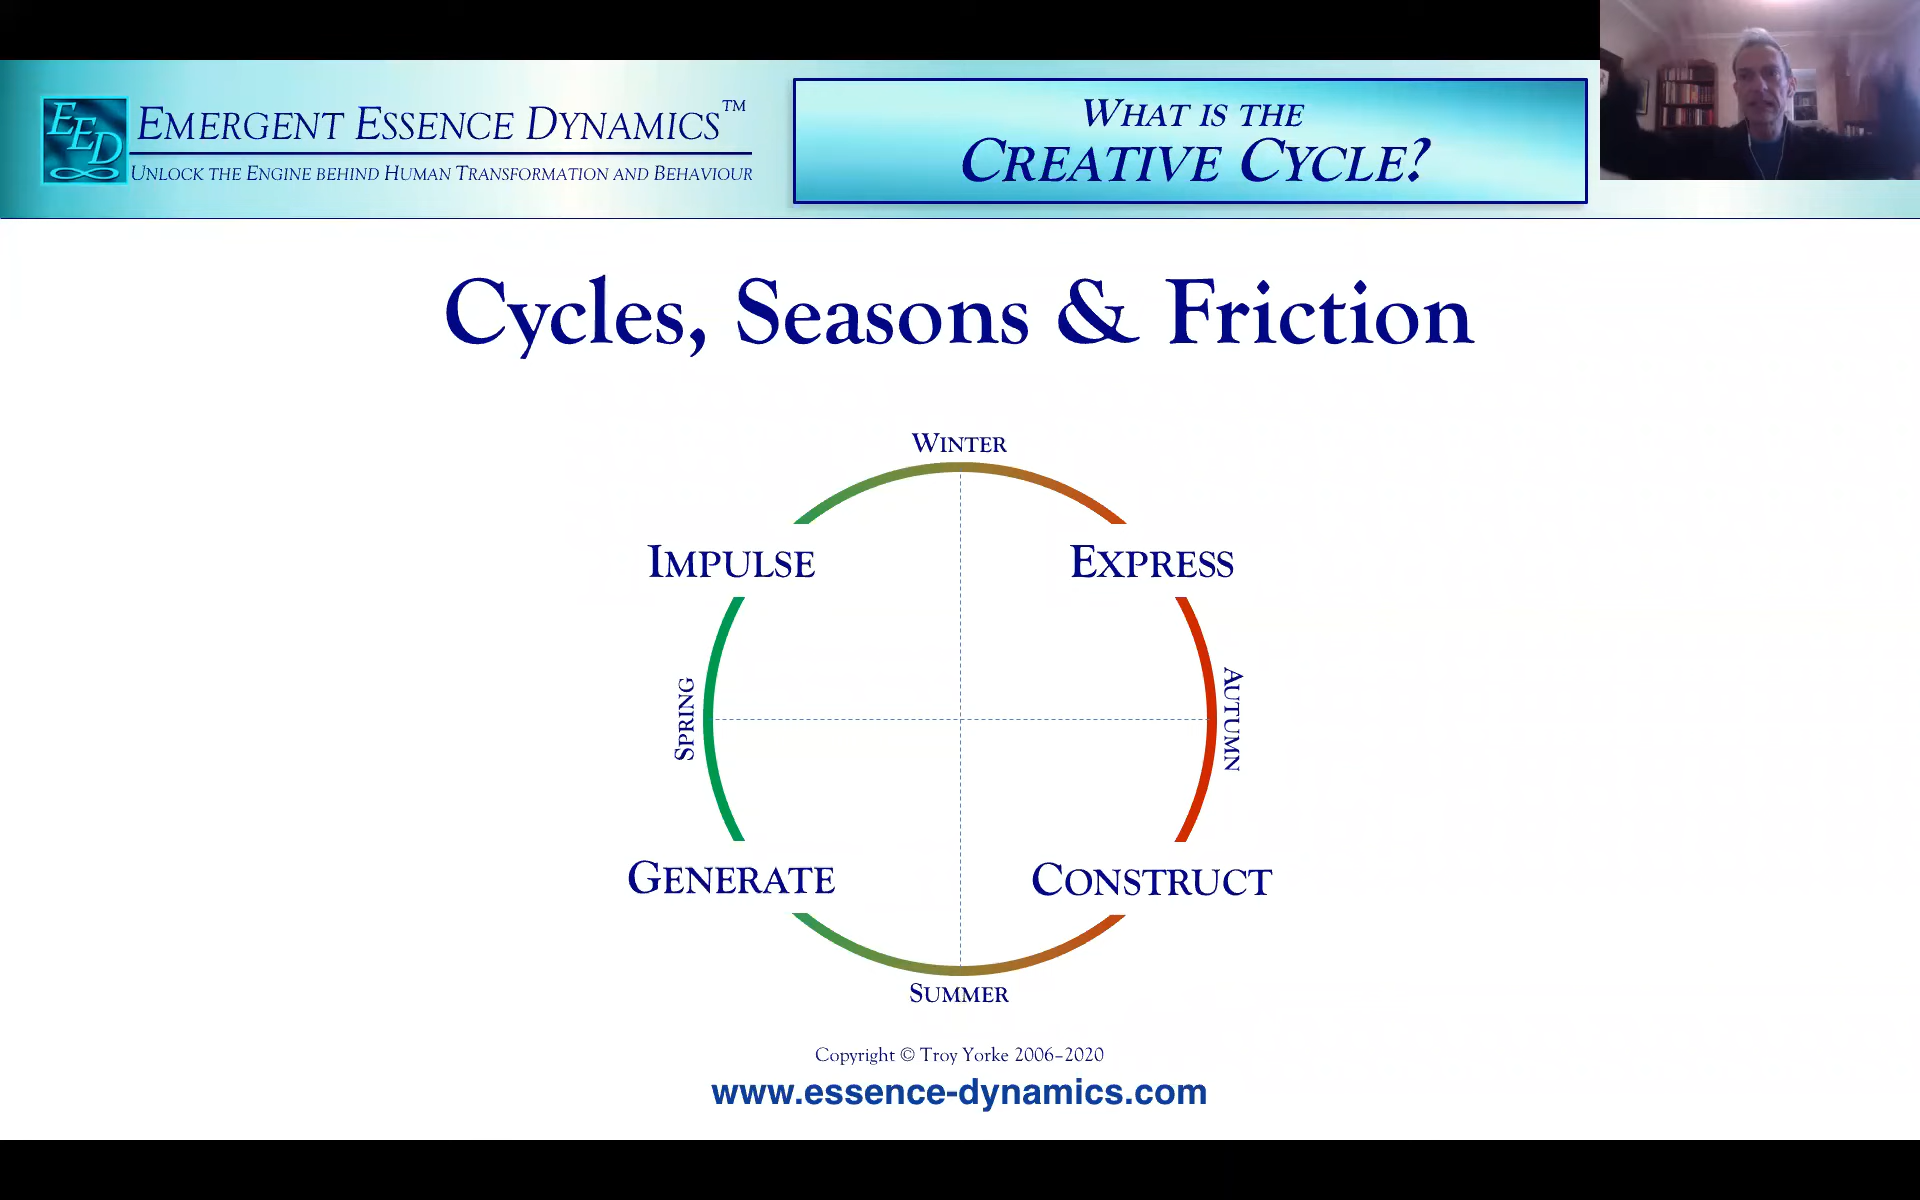 EED
EMERGENT ESSENCE DYNAMICS™
UNLOCK THE ENGINE BEHIND HUMAN TRANSFORMATION AND BEHAVIOUR
WHAT IS THE
CREATIVE CYCLE?
Cycles, Seasons & Friction
WINTER
IMPULSE
EXPRESS
SPRING
AUTUMN
GENERATE
CONSTRUCT
SUMMER
Copyright © Troy Yorke 2006–2020
www.essence-dynamics.com